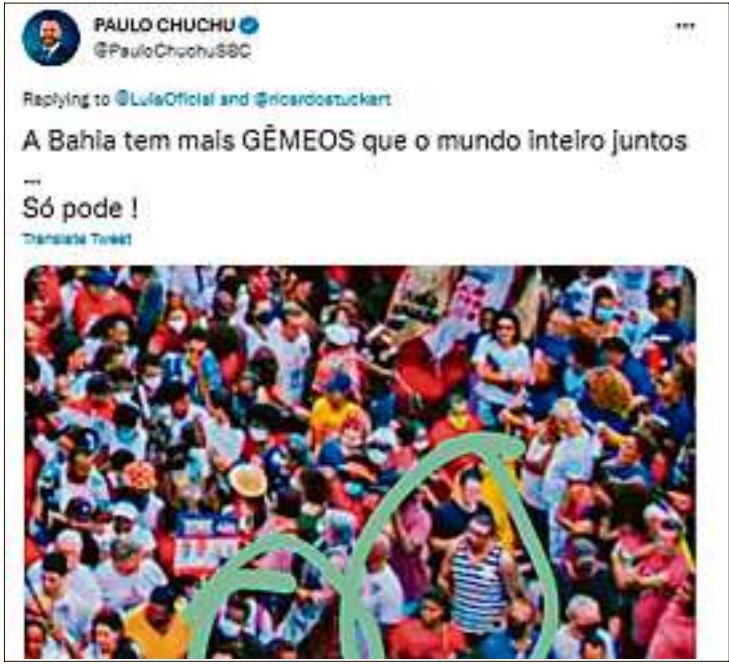 PAULO CHUCHU
@PauloChuchuSBC
Replying to @LulaOficial and @ricardostuckert
A Bahia tem mais GÊMEOS que o mundo inteiro juntos
...
Só pode !
Translate Tweet